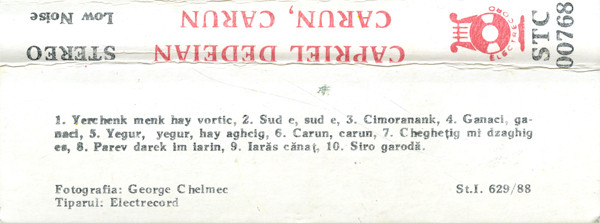 CAPRIEL DEDEIAN
CARUN, CARUN
STEREO
Low Noise
ELECTRECORD
STC
00768
1. Yerchenk menk hay vortic, 2. Sud e, sud e, 3. Cimoranank, 4. Ganaci, ga-
naci, 5. Yegur, yegur, hay aghcig, 6. Carun, carun, 7. Cheghețig mi dzaghig
es, 8. Parev darek im iarin, 9. Iarăs cănaț, 10. Siro garodă.
Fotografia: George Chelmec
Tiparul: Electrecord
St.I. 629/88